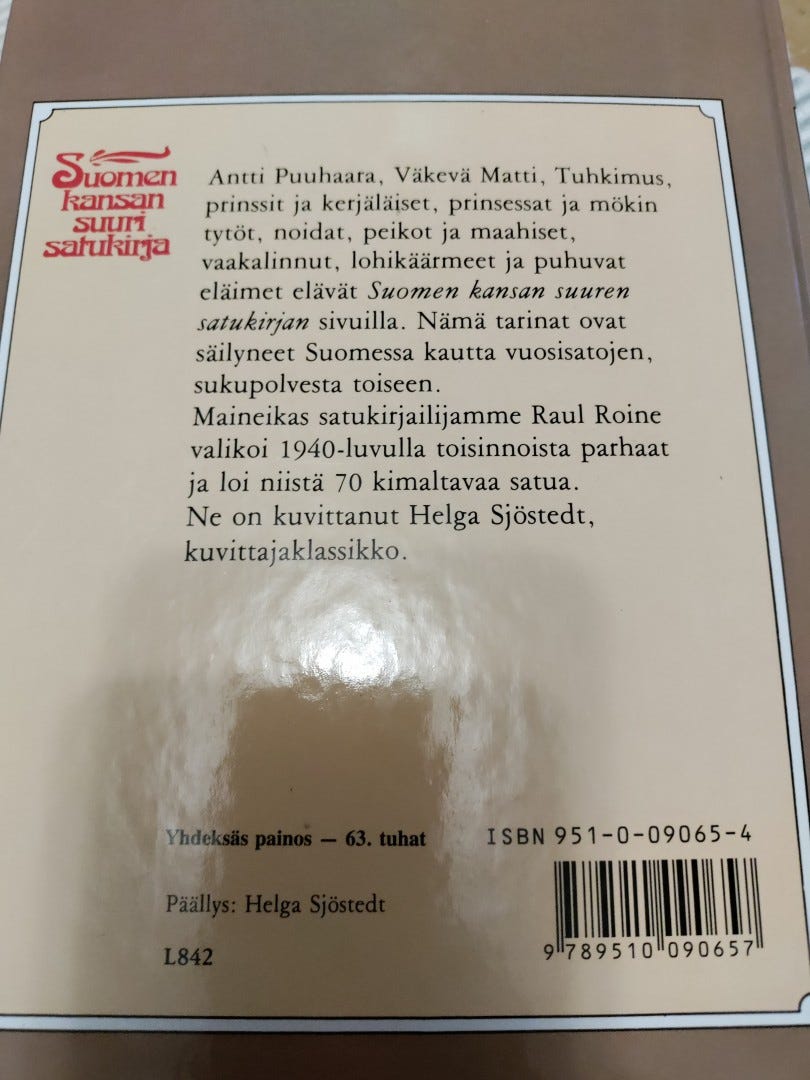 Suomen
kansan
suuri
satukirja
Antti Puuhaara, Väkevä Matti, Tuhkimus,
prinssit ja kerjäläiset, prinsessat ja mökin
tytöt, noidat, peikot ja maahiset,
vaakalinnut, lohikäärmeet ja puhuvat
eläimet elävät Suomen kansan suuren
satukirjan sivuilla. Nämä tarinat ovat
säilyneet Suomessa kautta vuosisatojen,
sukupolvesta toiseen.
Maineikas satukirjailijamme Raul Roine
valikoi 1940-luvulla toisinnoista parhaat
ja loi niistä 70 kimaltavaa satua.
Ne on kuvittanut Helga Sjöstedt,
kuvittajaklassikko.
Yhdeksäs painos — 63. tuhat
ISBN 951-0-09065-4
Päällys: Helga Sjöstedt
L842
9 789510 090657